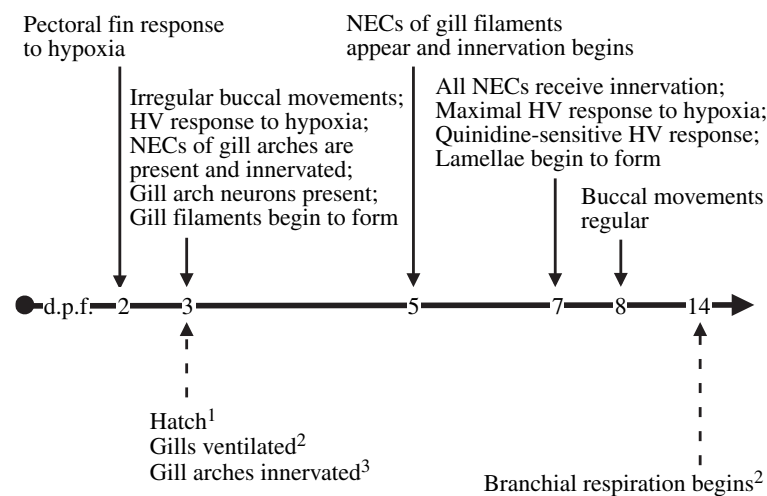 Pectoral fin response
to hypoxia
Irregular buccal movements;
HV response to hypoxia;
NECs of gill arches are
present and innervated;
Gill arch neurons present;
Gill filaments begin to form
NECs of gill filaments
appear and innervation begins
All NECs receive innervation;
Maximal HV response to hypoxia;
Quinidine-sensitive HV response;
Lamellae begin to form
Buccal movements
regular
d.p.f. 2 3 5 7 8 14
Hatch¹
Gills ventilated²
Gill arches innervated³
Branchial respiration begins²